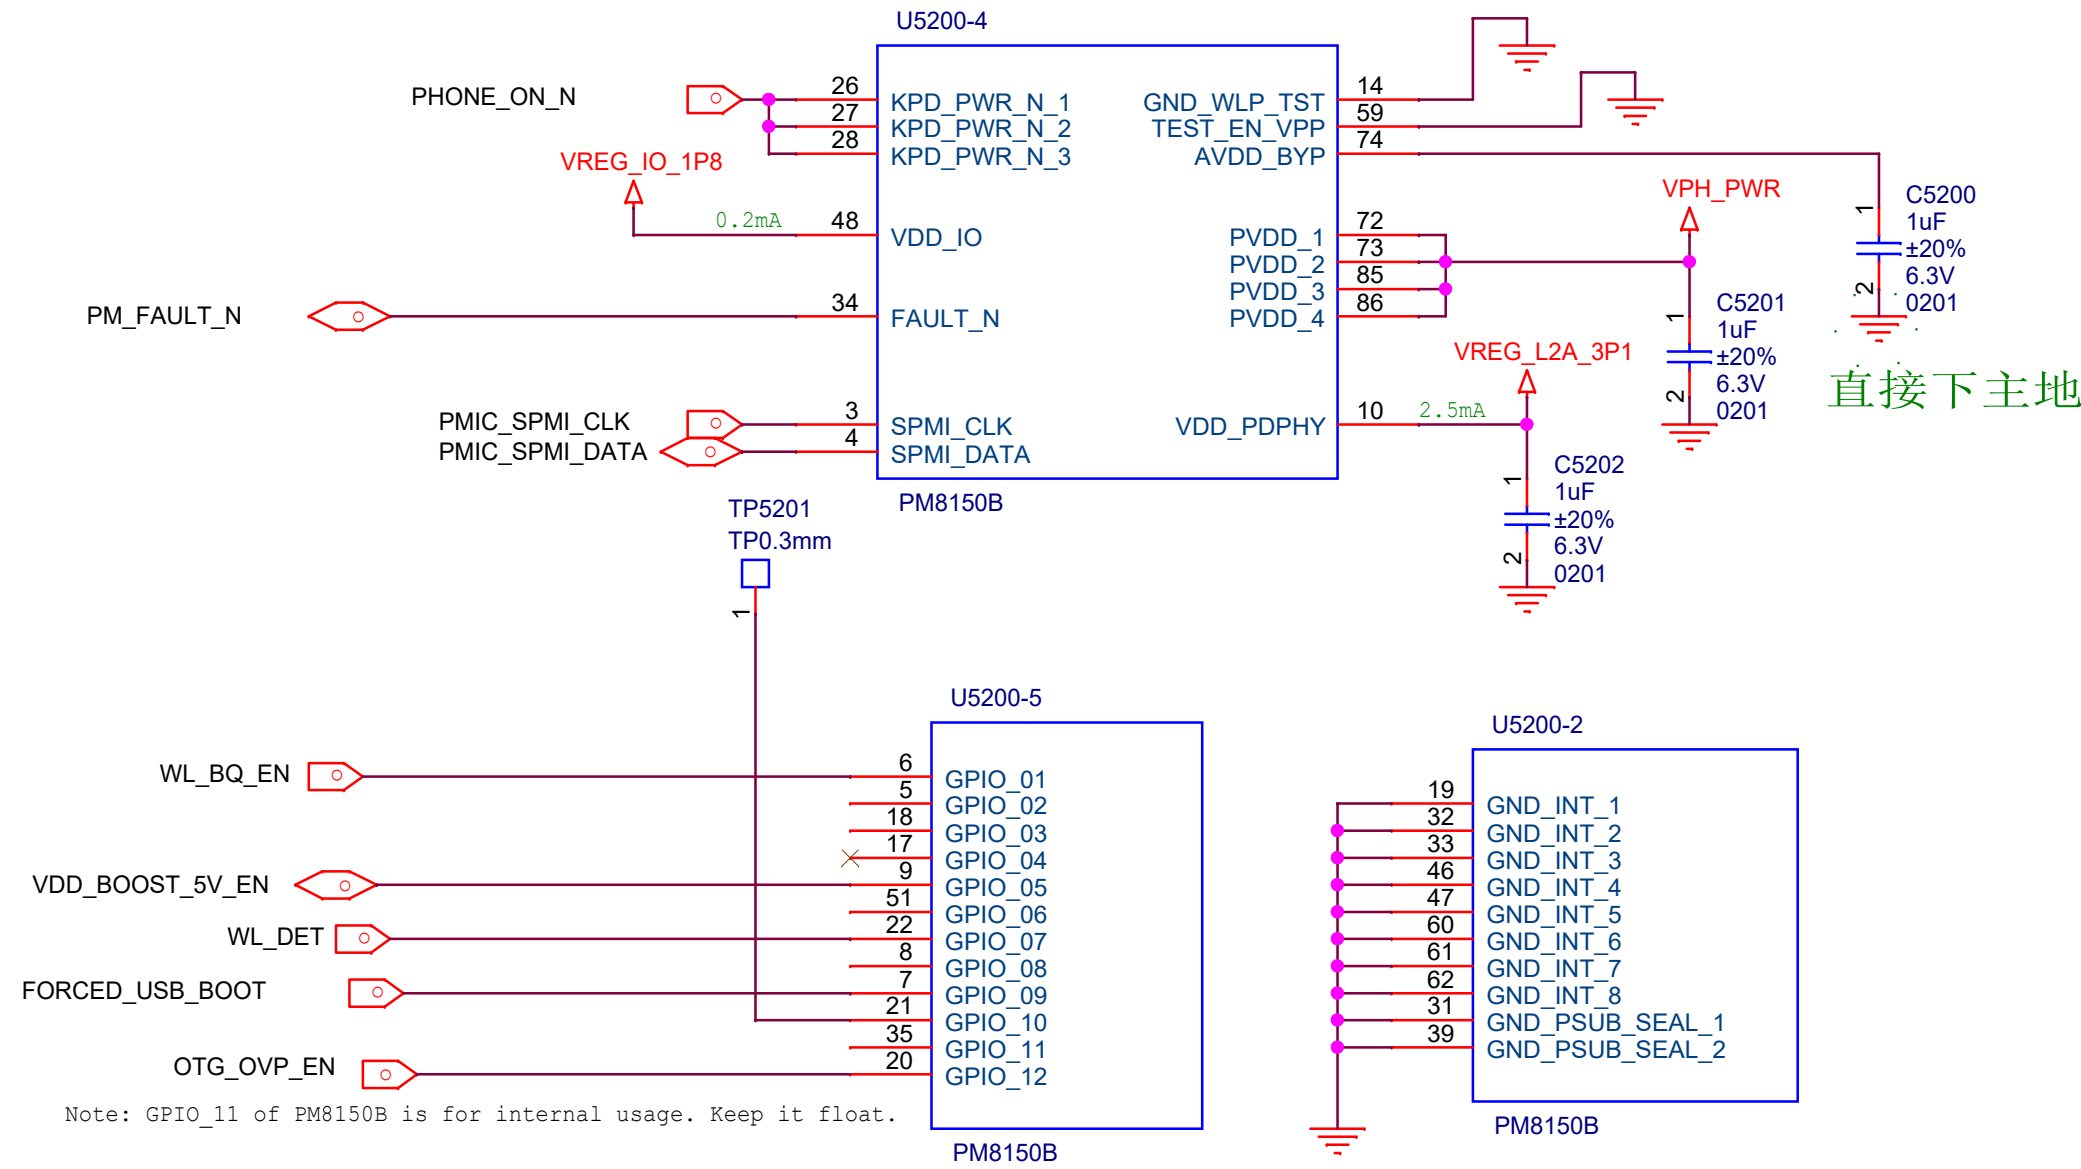 U5200-4
PHONE_ON_N
26
27
28
KPD_PWR_N_1
KPD_PWR_N_2
KPD_PWR_N_3
VREG_IO_1P8
0.2mA
48
VDD_IO
PM_FAULT_N
34
FAULT_N
PMIC_SPMI_CLK
3
SPMI_CLK
PMIC_SPMI_DATA
4
SPMI_DATA
GND_WLP_TST
14
TEST_EN_VPP
59
AVDD_BYP
74
PVDD_1
72
PVDD_2
73
PVDD_3
85
PVDD_4
86
VDD_PDPHY
10
2.5mA
PM8150B
VPH_PWR
VREG_L2A_3P1
1
2
C5200
1uF
±20%
6.3V
0201
1
2
C5201
1uF
±20%
6.3V
0201
直接下主地
1
2
C5202
1uF
±20%
6.3V
0201
TP5201
TP0.3mm
1
U5200-5
WL_BQ_EN
6
GPIO_01
5
GPIO_02
18
GPIO_03
17
GPIO_04
VDD_BOOST_5V_EN
9
GPIO_05
51
GPIO_06
WL_DET
22
GPIO_07
8
GPIO_08
FORCED_USB_BOOT
7
GPIO_09
21
GPIO_10
35
GPIO_11
OTG_OVP_EN
20
GPIO_12
Note: GPIO_11 of PM8150B is for internal usage. Keep it float.
PM8150B
U5200-2
19
GND_INT_1
32
GND_INT_2
33
GND_INT_3
46
GND_INT_4
47
GND_INT_5
60
GND_INT_6
61
GND_INT_7
62
GND_INT_8
31
GND_PSUB_SEAL_1
39
GND_PSUB_SEAL_2
PM8150B